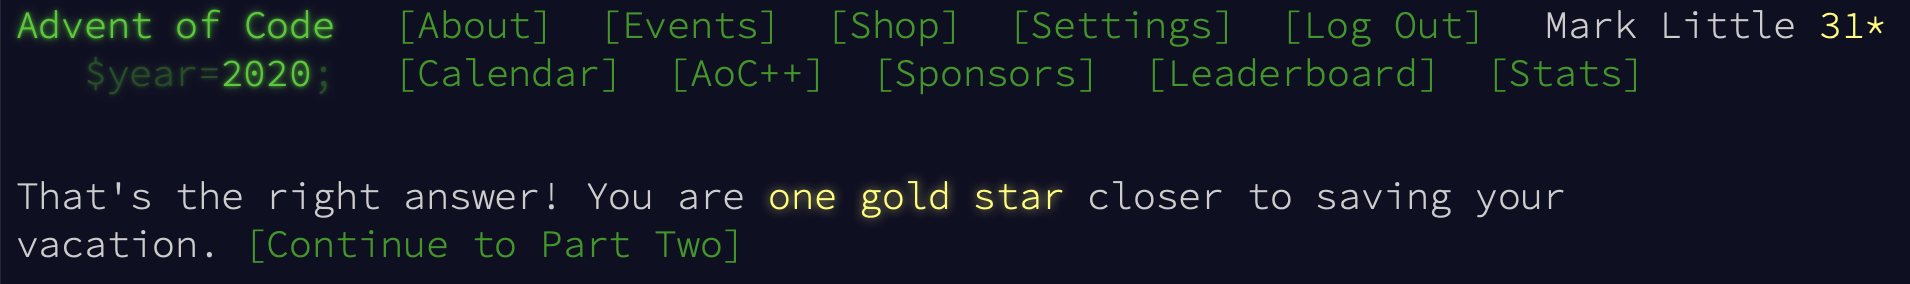 Advent of Code [About] [Events] [Shop] [Settings] [Log Out] Mark Little 31*
$year=2020; [Calendar] [AoC++] [Sponsors] [Leaderboard] [Stats]
That's the right answer! You are one gold star closer to saving your
vacation. [Continue to Part Two]